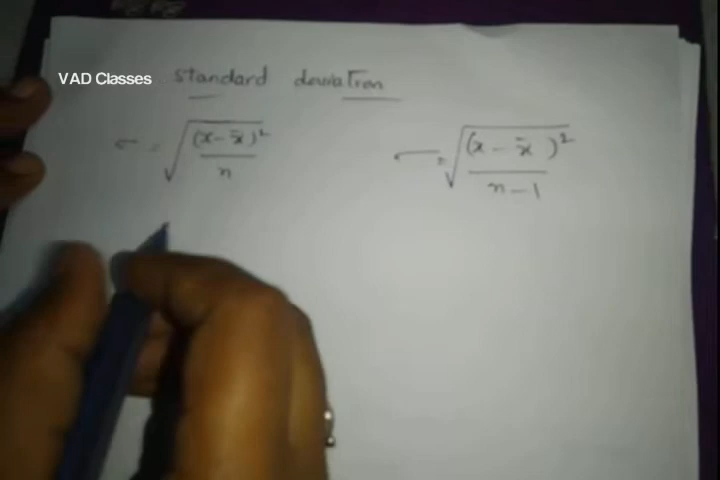 VAD Classes standard deviation
σ = √((x - x̄)² / n)
σ = √((x - x̄)² / (n - 1))